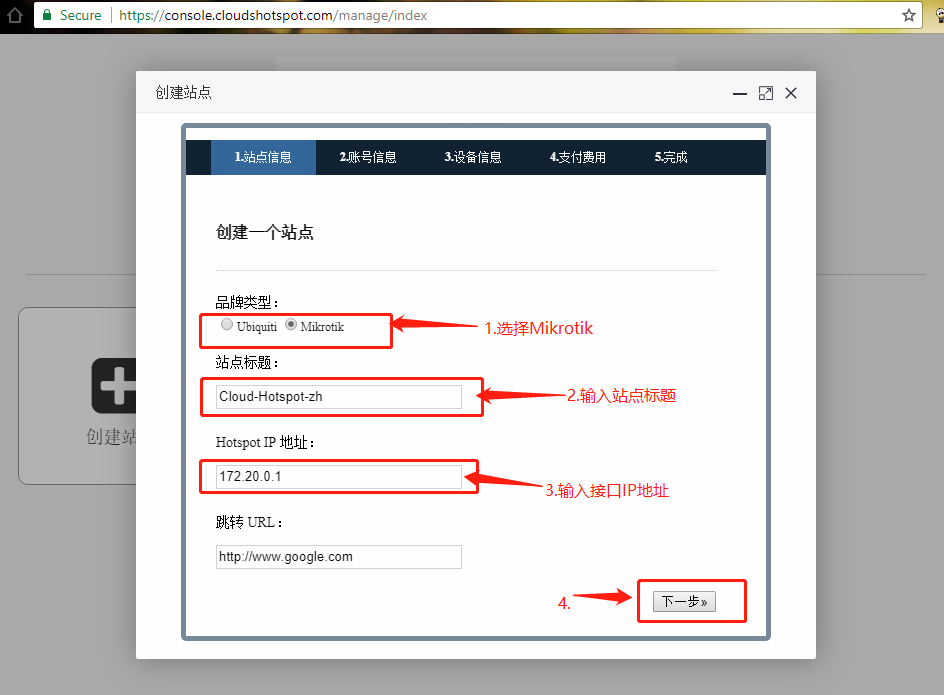 Secure https://console.cloudshotspot.com/manage/index
创建站点
1.站点信息 2.账号信息 3.设备信息 4.支付费用 5.完成
创建一个站点
品牌类型：
Ubiquiti Mikrotik
1.选择Mikrotik
站点标题：
Cloud-Hotspot-zh
2.输入站点标题
创建站
Hotspot IP 地址：
172.20.0.1
3.输入接口IP地址
跳转 URL：
http://www.google.com
4.
下一步»